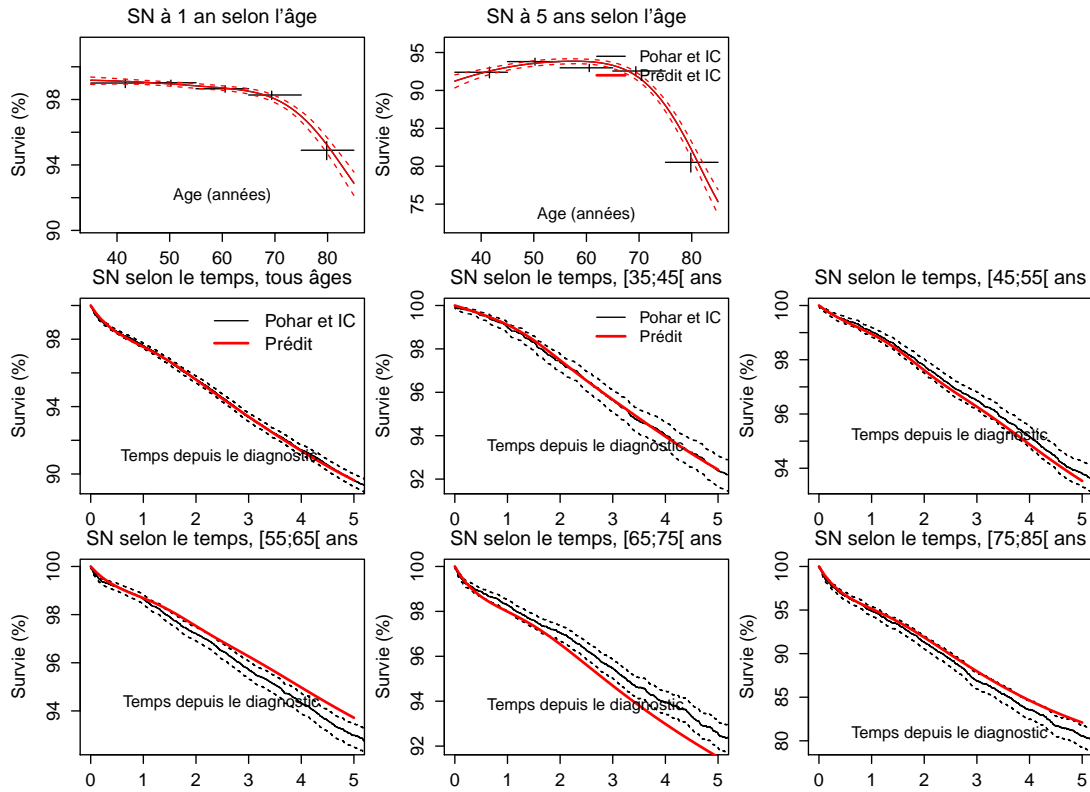 SN à 1 an selon l'âge
Survie (%)
90 94 98
Age (années)
40 50 60 70 80
SN à 5 ans selon l'âge
Survie (%)
75 80 85 90 95
Pohar et IC
Prédit et IC
Age (années)
40 50 60 70 80
SN selon le temps, tous âges
Survie (%)
90 94 98
Pohar et IC
Prédit
Temps depuis le diagnostic
0 1 2 3 4 5
SN selon le temps, [35;45[ ans
Survie (%)
92 94 96 98 100
Pohar et IC
Prédit
Temps depuis le diagnostic
0 1 2 3 4 5
SN selon le temps, [45;55[ ans
Survie (%)
94 96 98 100
Temps depuis le diagnostic
0 1 2 3 4 5
SN selon le temps, [55;65[ ans
Survie (%)
94 96 98 100
Temps depuis le diagnostic
0 1 2 3 4 5
SN selon le temps, [65;75[ ans
Survie (%)
92 94 96 98 100
Temps depuis le diagnostic
0 1 2 3 4 5
SN selon le temps, [75;85[ ans
Survie (%)
80 85 90 95 100
Temps depuis le diagnostic
0 1 2 3 4 5